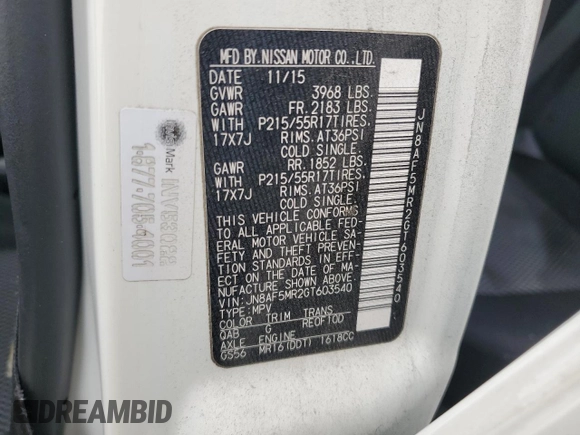 MFD BY.NISSAN MOTOR CO.,LTD.
DATE 11/15
GVWR 3968 LBS.
GAWR FR. 2183 LBS.
WITH P215/55R17TIRES.
17X7J RIMS. AT36PSI
COLD SINGLE.
GAWR RR. 1852 LBS.
WITH P215/55R17TIRES.
17X7J RIMS. AT36PSI
COLD SINGLE.
THIS VEHICLE CONFORMS
TO ALL APPLICABLE FED-
ERAL MOTOR VEHICLE SA-
FETY AND THEFT PREVEN-
TION STANDARDS IN EFF-
ECT ON THE DATE OF MA-
NUFACTURE SHOWN ABOVE.
VIN: JN8AF5MR2GT603540
TYPE: MPV
COLOR TRIM TRANS
QAB G RE0F10D
AXLE ENGINE
GS56 MR16(DDT) 1618CC
JN8AF5MR2GT603540
Mark
DREAMBID